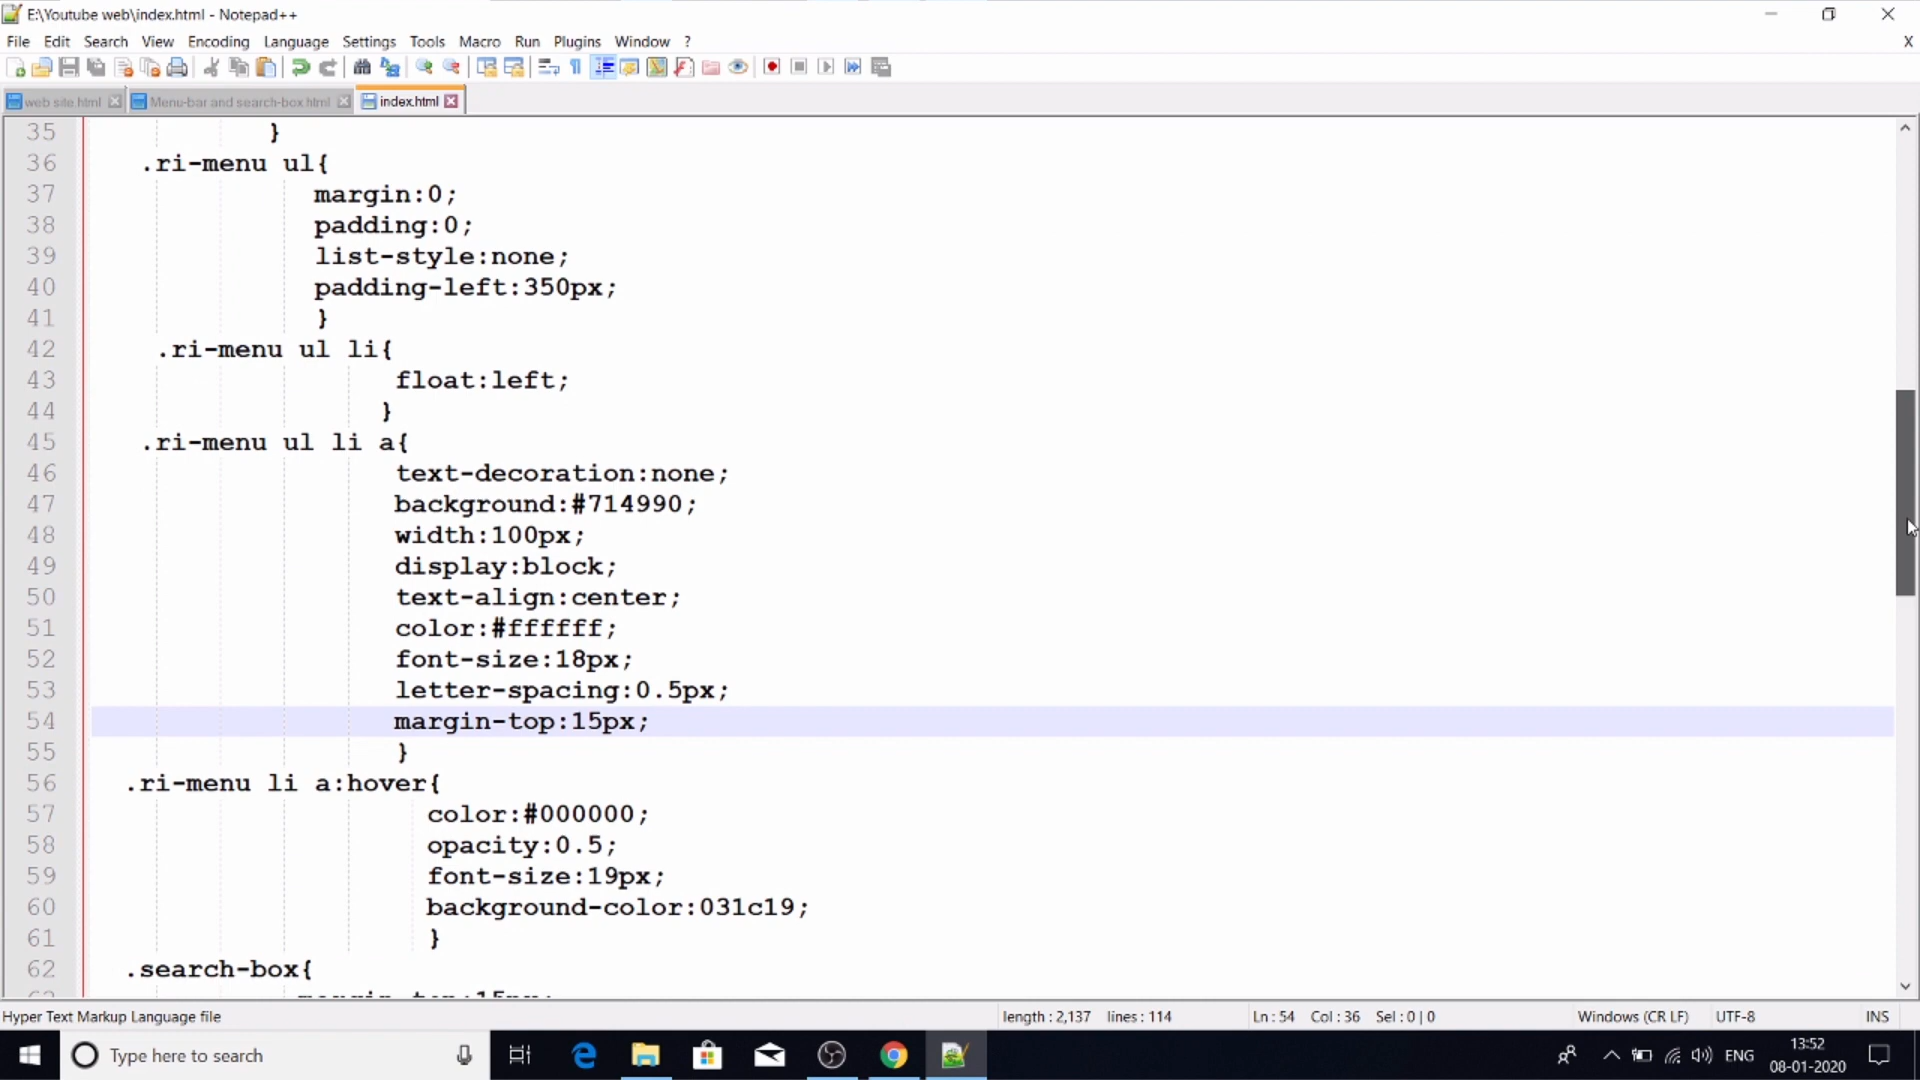 E:\Youtube web\index.html - Notepad++
File Edit Search View Encoding Language Settings Tools Macro Run Plugins Window ? X
web site.html Menu-bar and search-box.html index.html
35 }
36 .ri-menu ul{
37 margin:0;
38 padding:0;
39 list-style:none;
40 padding-left:350px;
41 }
42 .ri-menu ul li{
43 float:left;
44 }
45 .ri-menu ul li a{
46 text-decoration:none;
47 background:#714990;
48 width:100px;
49 display:block;
50 text-align:center;
51 color:#ffffff;
52 font-size:18px;
53 letter-spacing:0.5px;
54 margin-top:15px;
55 }
56 .ri-menu li a:hover{
57 color:#000000;
58 opacity:0.5;
59 font-size:19px;
60 background-color:031c19;
61 }
62 .search-box{
63 margin-top:15px;
Hyper Text Markup Language file length : 2,137 lines : 114 Ln : 54 Col : 36 Sel : 0 | 0 Windows (CR LF) UTF-8 INS
Type here to search ENG 13:52
08-01-2020